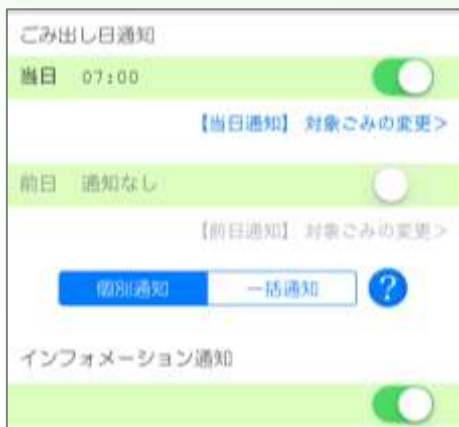 ごみ出し日通知
当日 07:00
【当日通知】 対象ごみの変更>
前日 通知なし
【前日通知】 対象ごみの変更>
個別通知 一括通知 ?
インフォメーション通知